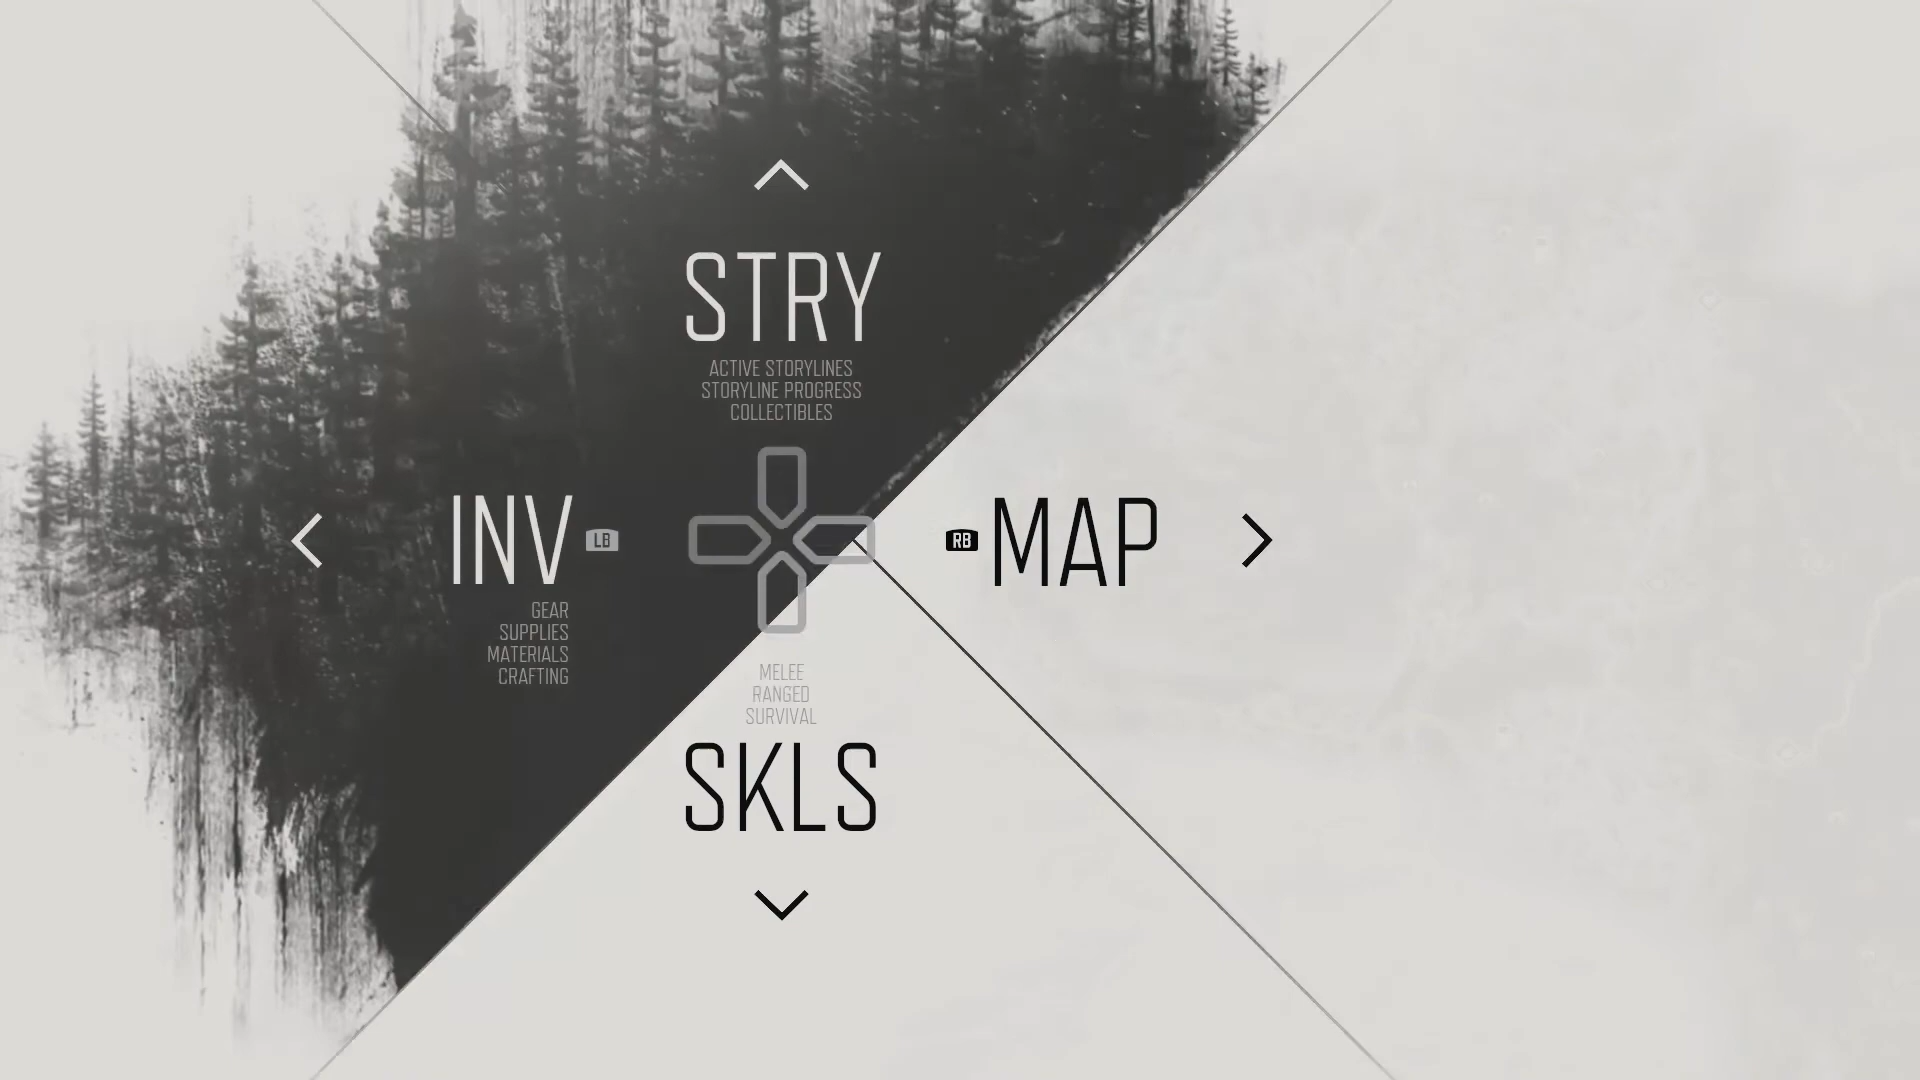 STRY
ACTIVE STORYLINES
STORYLINE PROGRESS
COLLECTIBLES
INV LB
GEAR
SUPPLIES
MATERIALS
CRAFTING
RB MAP
MELEE
RANGED
SURVIVAL
SKLS